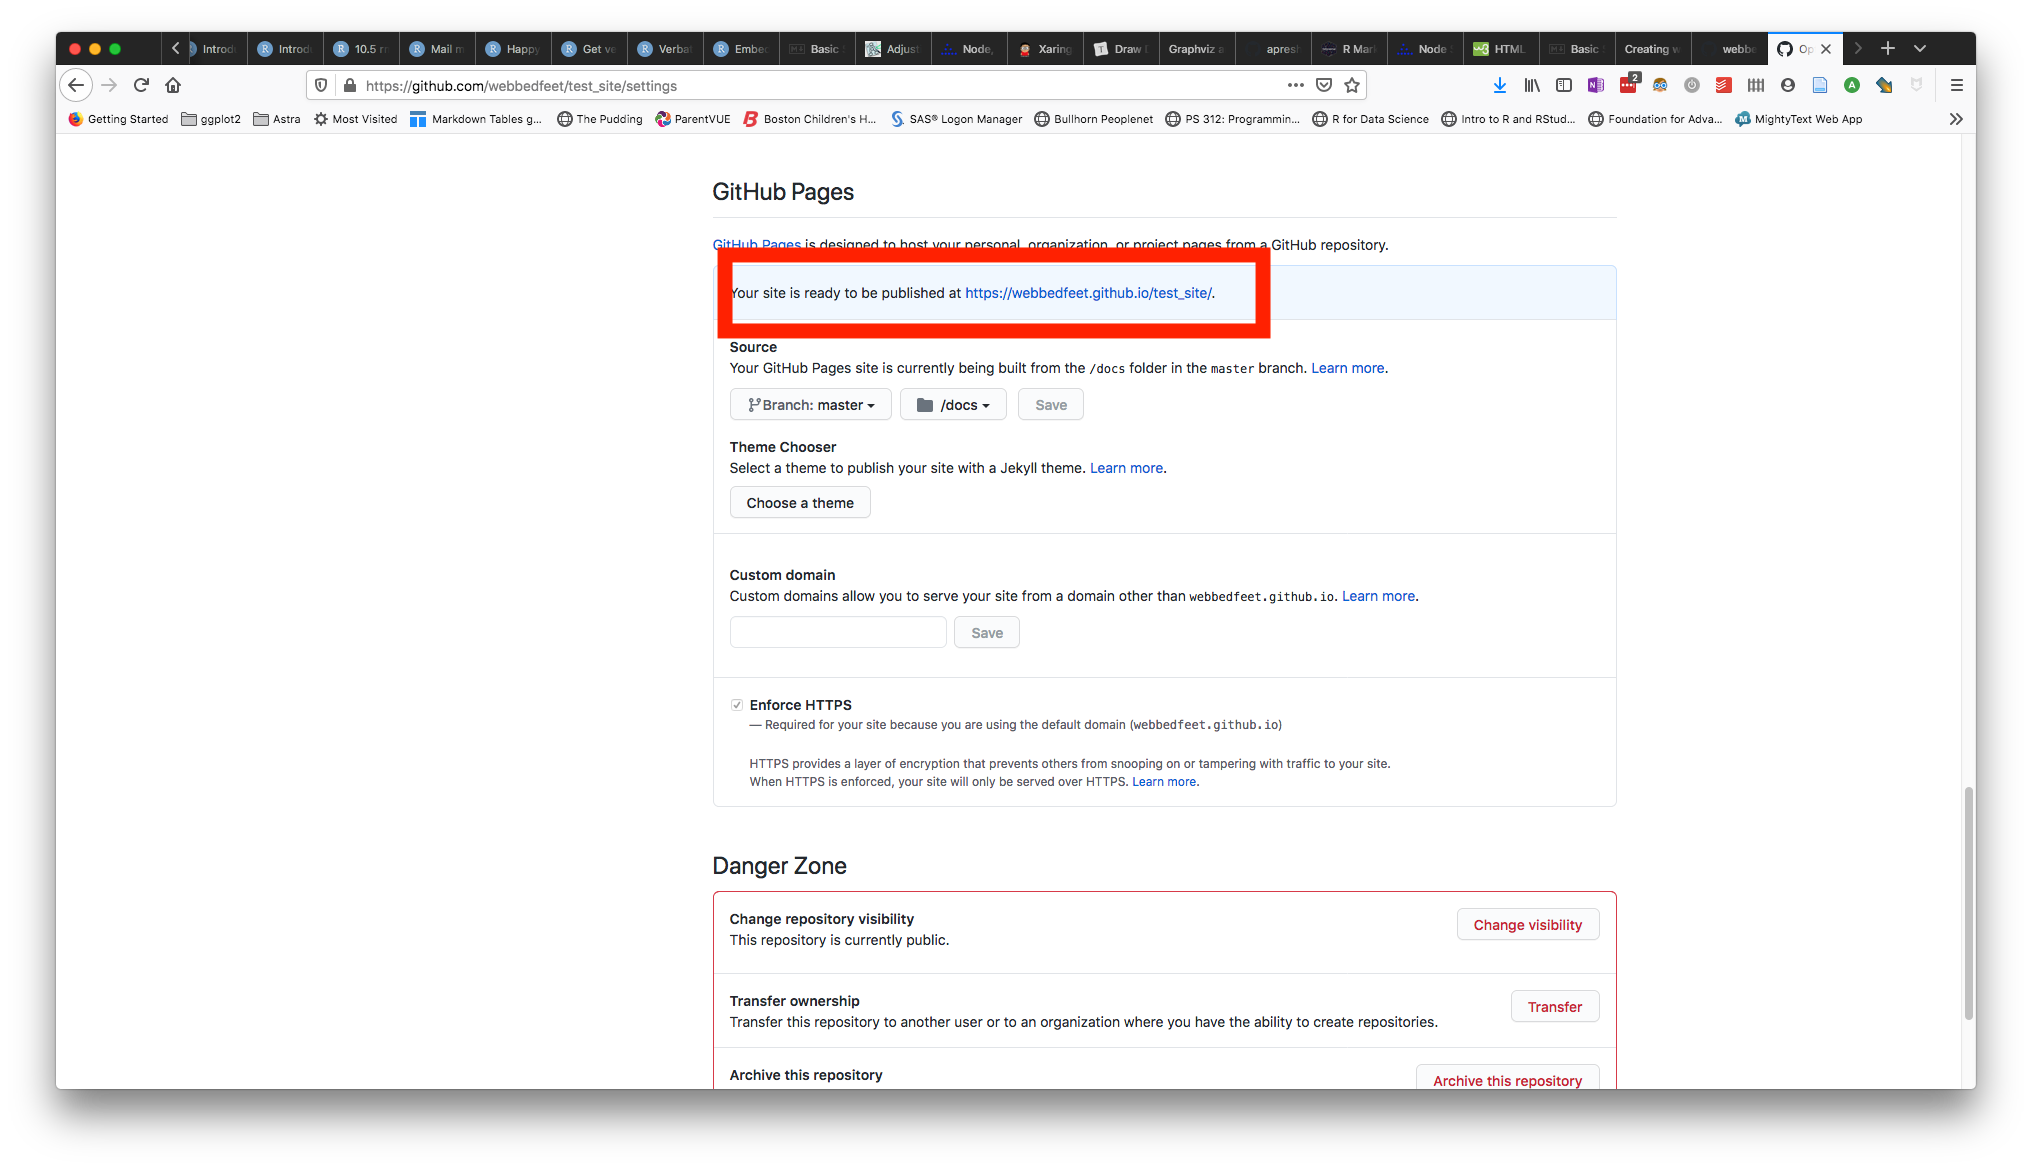 Introd
Introd
10.5 r
Mail m
Happy
Get ve
Verba
Embed
Basic
Adjust
Node,
Xaring
Draw
Graphviz a
apresh
R Mark
Node
HTML
Basic
Creating w
webbe
Op
https://github.com/webbedfeet/test_site/settings
2
Getting Started ggplot2 Astra Most Visited Markdown Tables g... The Pudding ParentVUE Boston Children's H... SAS® Logon Manager Bullhorn Peoplenet PS 312: Programmin... R for Data Science Intro to R and RStud... Foundation for Adva... MightyText Web App
GitHub Pages
GitHub Pages is designed to host your personal, organization, or project pages from a GitHub repository.
Your site is ready to be published at https://webbedfeet.github.io/test_site/.
Source
Your GitHub Pages site is currently being built from the /docs folder in the master branch. Learn more.
Branch: master /docs Save
Theme Chooser
Select a theme to publish your site with a Jekyll theme. Learn more.
Choose a theme
Custom domain
Custom domains allow you to serve your site from a domain other than webbedfeet.github.io. Learn more.
Save
Enforce HTTPS
— Required for your site because you are using the default domain (webbedfeet.github.io)
HTTPS provides a layer of encryption that prevents others from snooping on or tampering with traffic to your site.
When HTTPS is enforced, your site will only be served over HTTPS. Learn more.
Danger Zone
Change repository visibility
This repository is currently public.
Change visibility
Transfer ownership
Transfer this repository to another user or to an organization where you have the ability to create repositories.
Transfer
Archive this repository
Archive this repository